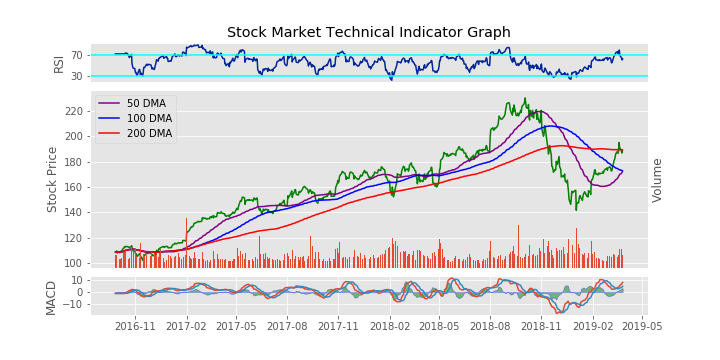 Stock Market Technical Indicator Graph
RSI
70
30
50 DMA
100 DMA
200 DMA
Stock Price
220
200
180
160
140
120
100
Volume
MACD
10
0
−10
2016-11 2017-02 2017-05 2017-08 2017-11 2018-02 2018-05 2018-08 2018-11 2019-02 2019-05